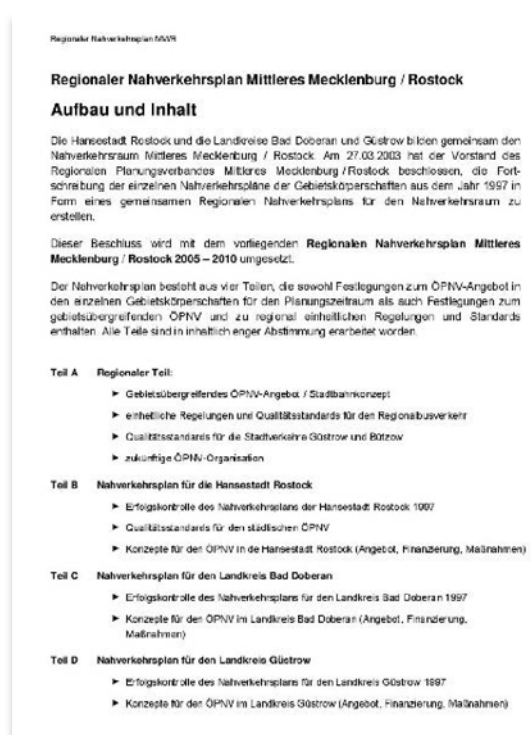 Regionaler Nahverkehrsplan MM/R
Regionaler Nahverkehrsplan Mittleres Mecklenburg / Rostock
Aufbau und Inhalt
Die Hansestadt Rostock und die Landkreise Bad Doberan und Güstrow bilden gemeinsam den
Nahverkehrsraum Mittleres Mecklenburg / Rostock. Am 27.03.2003 hat der Vorstand des
Regionalen Planungsverbandes Mittleres Mecklenburg / Rostock beschlossen, die Fort-
schreibung der einzelnen Nahverkehrspläne der Gebietskörperschaften aus dem Jahr 1997 in
Form eines gemeinsamen Regionalen Nahverkehrsplans für den Nahverkehrsraum zu
erstellen.
Dieser Beschluss wird mit dem vorliegenden Regionalen Nahverkehrsplan Mittleres
Mecklenburg / Rostock 2005 – 2010 umgesetzt.
Der Nahverkehrsplan besteht aus vier Teilen, die sowohl Festlegungen zum ÖPNV-Angebot in
den einzelnen Gebietskörperschaften für den Planungszeitraum als auch Festlegungen zum
gebietsübergreifenden ÖPNV und zu regional einheitlichen Regelungen und Standards
enthalten. Alle Teile sind in inhaltlich enger Abstimmung erarbeitet worden.
Teil A Regionaler Teil:
► Gebietsübergreifendes ÖPNV-Angebot / Stadtbahnkonzept
► einheitliche Regelungen und Qualitätsstandards für den Regionalbusverkehr
► Qualitätsstandards für die Stadtverkehre Güstrow und Bützow
► zukünftige ÖPNV-Organisation
Teil B Nahverkehrsplan für die Hansestadt Rostock
► Erfolgskontrolle des Nahverkehrsplans der Hansestadt Rostock 1997
► Qualitätsstandards für den städtischen ÖPNV
► Konzepte für den ÖPNV in de Hansestadt Rostock (Angebot, Finanzierung, Maßnahmen)
Teil C Nahverkehrsplan für den Landkreis Bad Doberan
► Erfolgskontrolle des Nahverkehrsplans für den Landkreis Bad Doberan 1997
► Konzepte für den ÖPNV im Landkreis Bad Doberan (Angebot, Finanzierung,
Maßnahmen)
Teil D Nahverkehrsplan für den Landkreis Güstrow
► Erfolgskontrolle des Nahverkehrsplans für den Landkreis Güstrow 1997
► Konzepte für den ÖPNV im Landkreis Güstrow (Angebot, Finanzierung, Maßnahmen)